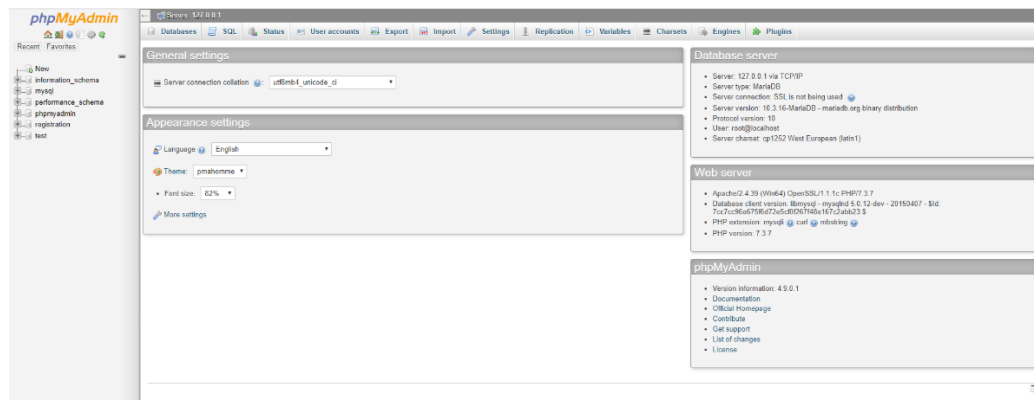 phpMyAdmin
Recent Favorites
New
information_schema
mysql
performance_schema
phpmyadmin
registration
test
Server: 127.0.0.1
Databases SQL Status User accounts Export Import Settings Replication Variables Charsets Engines Plugins
General settings
Server connection collation : utf8mb4_unicode_ci
Appearance settings
Language English
Theme: pmahomme
• Font size: 82%
More settings
Database server
• Server: 127.0.0.1 via TCP/IP
• Server type: MariaDB
• Server connection: SSL is not being used
• Server version: 10.3.16-MariaDB - mariadb.org binary distribution
• Protocol version: 10
• User: root@localhost
• Server charset: cp1252 West European (latin1)
Web server
• Apache/2.4.39 (Win64) OpenSSL/1.1.1c PHP/7.3.7
• Database client version: libmysql - mysqlnd 5.0.12-dev - 20150407 - $Id:
7cc7cc96e675f6d72e5cf0f267f48e167c2abb23 $
• PHP extension: mysqli curl mbstring
• PHP version: 7.3.7
phpMyAdmin
• Version information: 4.9.0.1
• Documentation
• Official Homepage
• Contribute
• Get support
• List of changes
• License